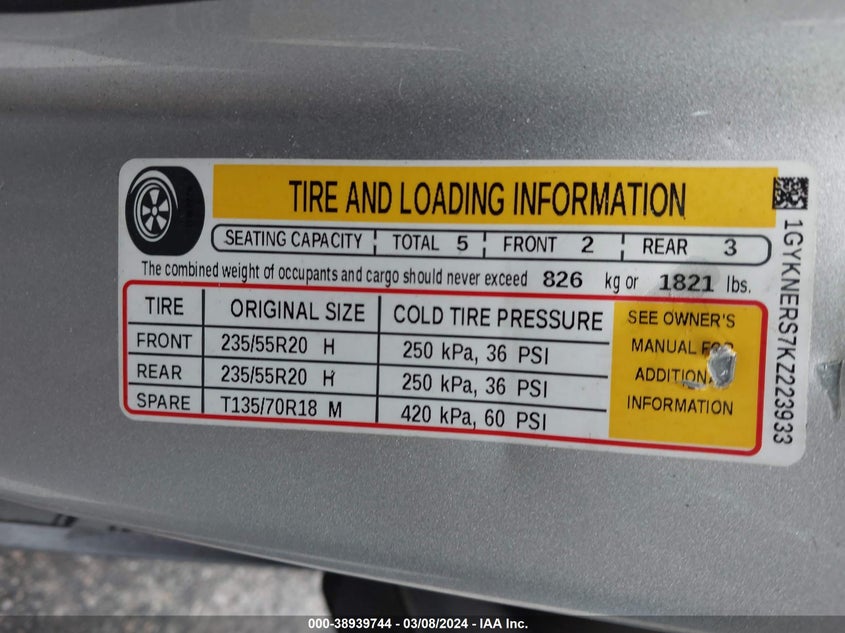 TIRE AND LOADING INFORMATION
SEATING CAPACITY TOTAL 5 FRONT 2 REAR 3
The combined weight of occupants and cargo should never exceed 826 kg or 1821 lbs.
TIRE ORIGINAL SIZE COLD TIRE PRESSURE
FRONT 235/55R20 H 250 kPa, 36 PSI
REAR 235/55R20 H 250 kPa, 36 PSI
SPARE T135/70R18 M 420 kPa, 60 PSI
SEE OWNER'S
MANUAL FOR
ADDITIONAL
INFORMATION
1GYKNERS7KZ223933
000-38939744 - 03/08/2024 - IAA Inc.